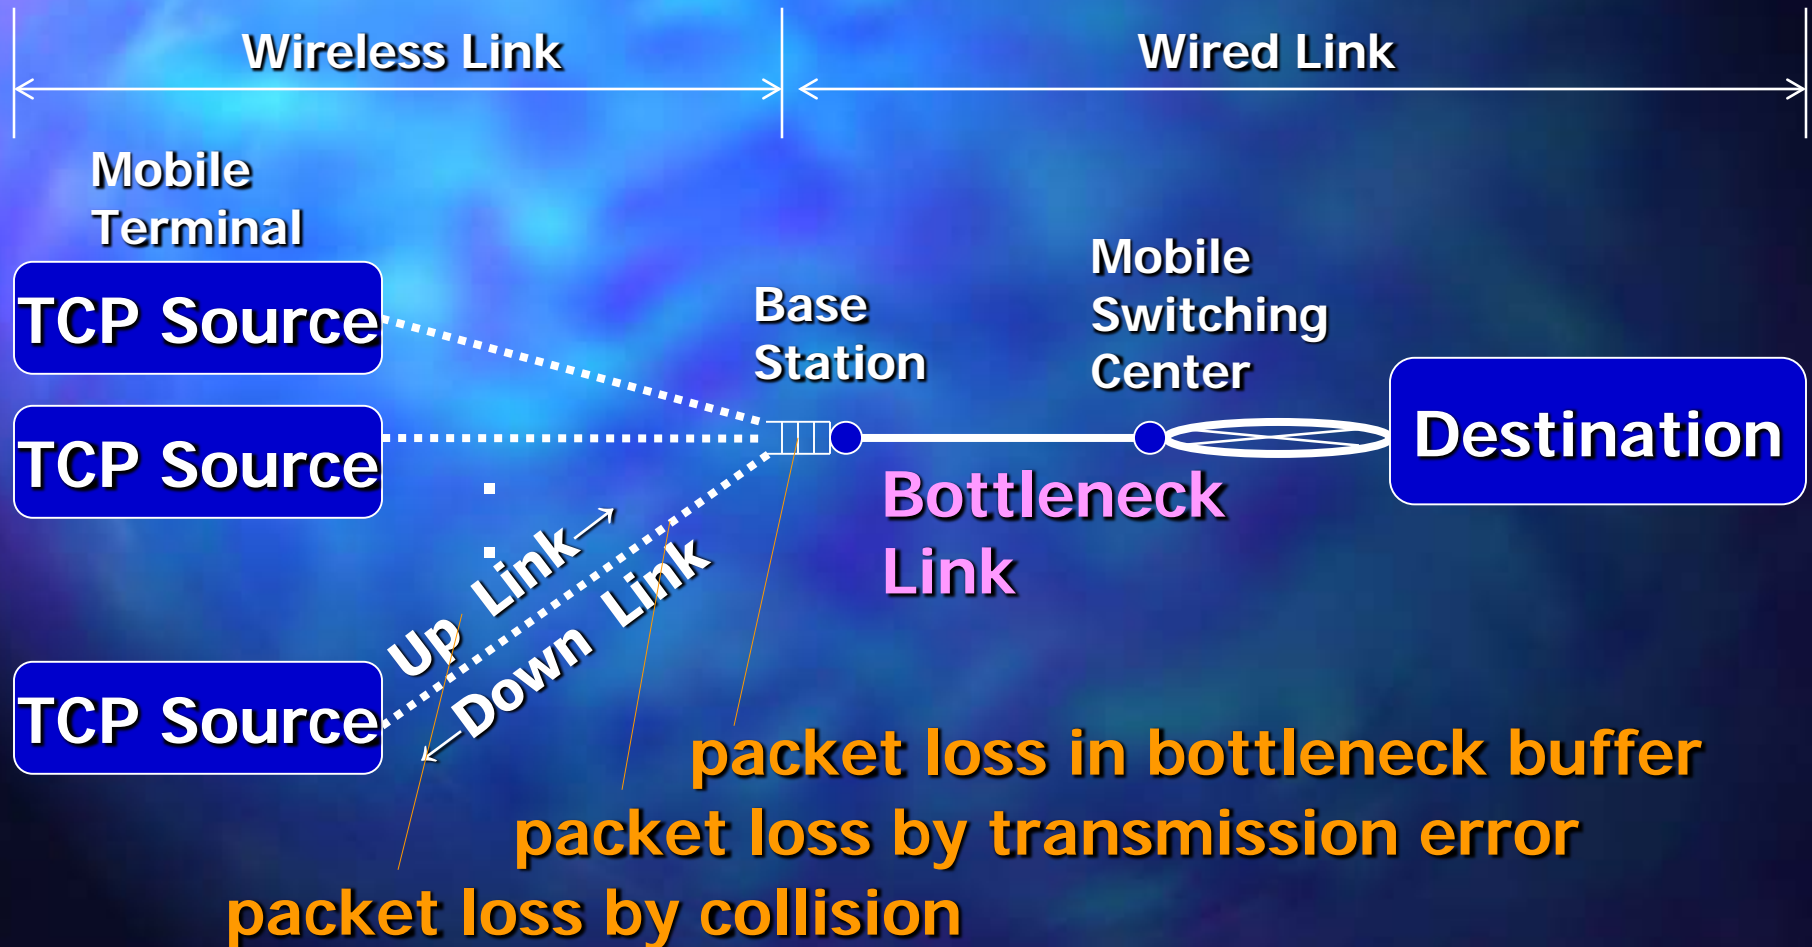 Wireless Link
Wired Link
Mobile
Terminal
TCP Source
TCP Source
TCP Source
Up Link→
←Down Link
Base
Station
Mobile
Switching
Center
Destination
Bottleneck
Link
packet loss in bottleneck buffer
packet loss by transmission error
packet loss by collision